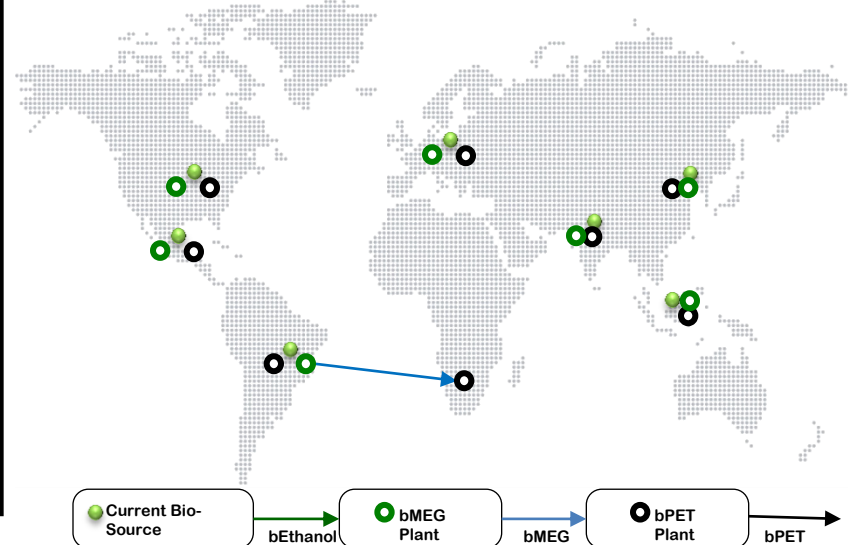 Current Bio-
Source
bEthanol
bMEG
Plant
bMEG
bPET
Plant
bPET